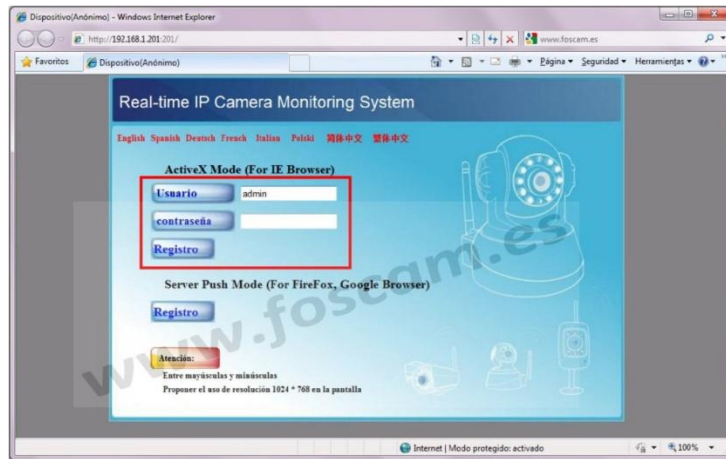 Dispositivo(Anónimo) - Windows Internet Explorer
http://192.168.1.201:201/
www.foscam.es
Favoritos
Dispositivo(Anónimo)
Página
Seguridad
Herramientas
Real-time IP Camera Monitoring System
English Spanish Deutsch French Italian Polski 简体中文 繁体中文
ActiveX Mode (For IE Browser)
Usuario
admin
contraseña
Registro
Server Push Mode (For FireFox, Google Browser)
Registro
Atención:
Entre mayúsculas y minúsculas
Proponer el uso de resolución 1024 * 768 en la pantalla
www.foscam.es
Internet | Modo protegido: activado
100%